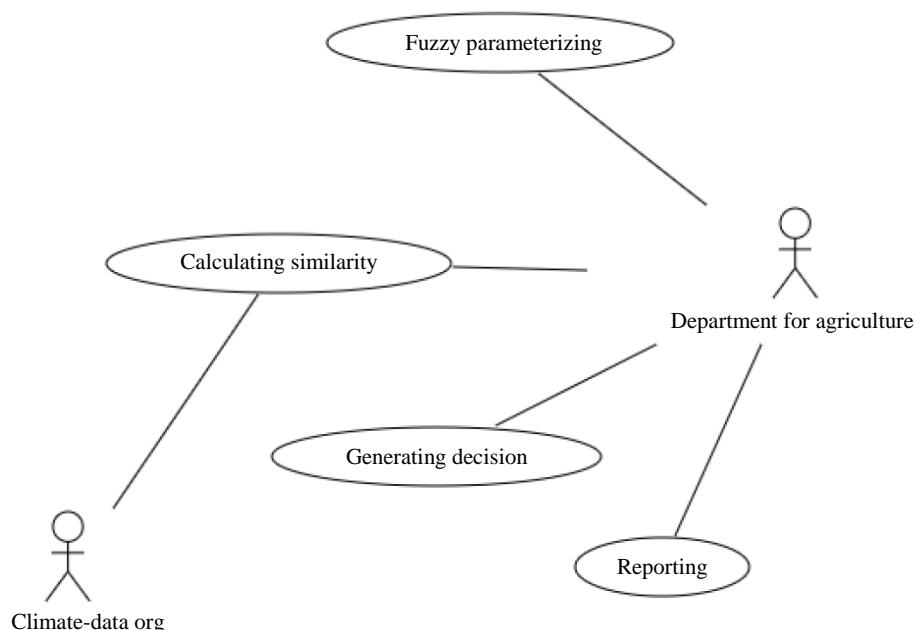 Fuzzy parameterizing
Calculating similarity
Department for agriculture
Generating decision
Reporting
Climate-data org